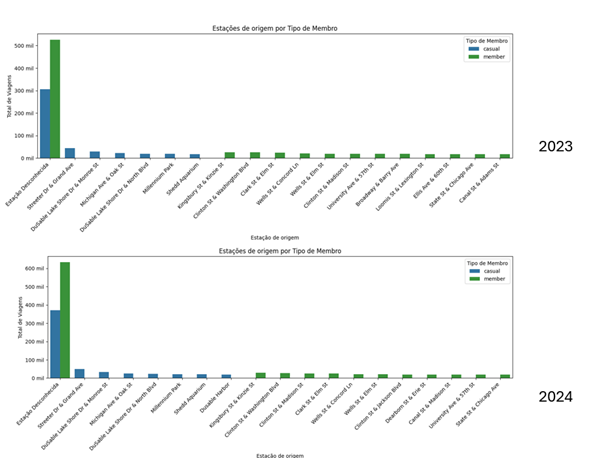 Estações de origem por Tipo de Membro
Tipo de Membro
casual
member
500 mil
400 mil
300 mil
200 mil
100 mil
0 mil
Total de Viagens
Estação Desconhecida
Streeter Dr & Grand Ave
DuSable Lake Shore Dr & Monroe St
Michigan Ave & Oak St
DuSable Lake Shore Dr & North Blvd
Millennium Park
Shedd Aquarium
Kingsbury St & Kinzie St
Clinton St & Washington Blvd
Clark St & Elm St
Wells St & Concord Ln
Wells St & Elm St
Clinton St & Madison St
University Ave & 57th St
Broadway & Barry Ave
Loomis St & Lexington St
Ellis Ave & 60th St
State St & Chicago Ave
Canal St & Adams St
Estação de origem
2023
Estações de origem por Tipo de Membro
Tipo de Membro
casual
member
600 mil
500 mil
400 mil
300 mil
200 mil
100 mil
0 mil
Total de Viagens
Estação Desconhecida
Streeter Dr & Grand Ave
DuSable Lake Shore Dr & Monroe St
Michigan Ave & Oak St
DuSable Lake Shore Dr & North Blvd
Millennium Park
Shedd Aquarium
Dusable Harbor
Kingsbury St & Kinzie St
Clinton St & Washington Blvd
Clinton St & Madison St
Clark St & Elm St
Wells St & Concord Ln
Wells St & Elm St
Clinton St & Jackson Blvd
Dearborn St & Erie St
Canal St & Madison St
University Ave & 57th St
State St & Chicago Ave
Estação de origem
2024